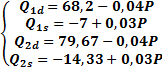 Q1d = 68,2 − 0,04P
Q1s = −7 + 0,03P
Q2d = 79,67 − 0,04P
Q2s = −14,33 + 0,03P